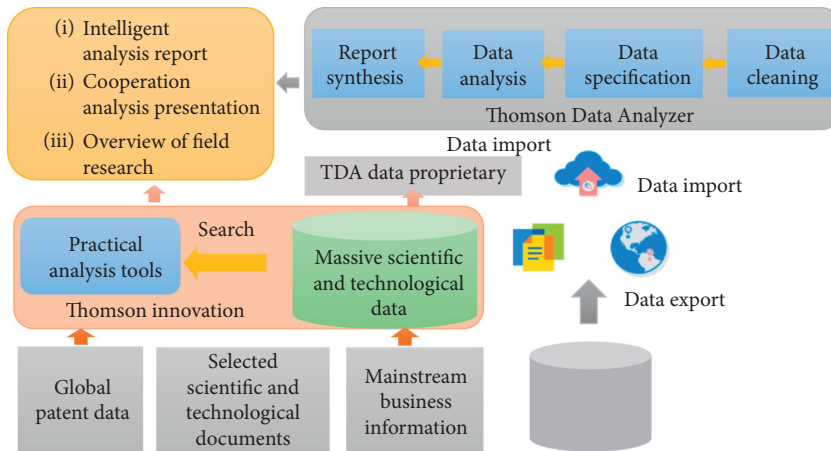 (i) Intelligent
analysis report
(ii) Cooperation
analysis presentation
(iii) Overview of field
research
Report
synthesis
Data
analysis
Data
specification
Data
cleaning
Thomson Data Analyzer
Data import
TDA data proprietary
Data import
Search
Practical
analysis tools
Massive scientific
and technological
data
Thomson innovation
Data export
Global
patent data
Selected
scientific and
technological
documents
Mainstream
business
information